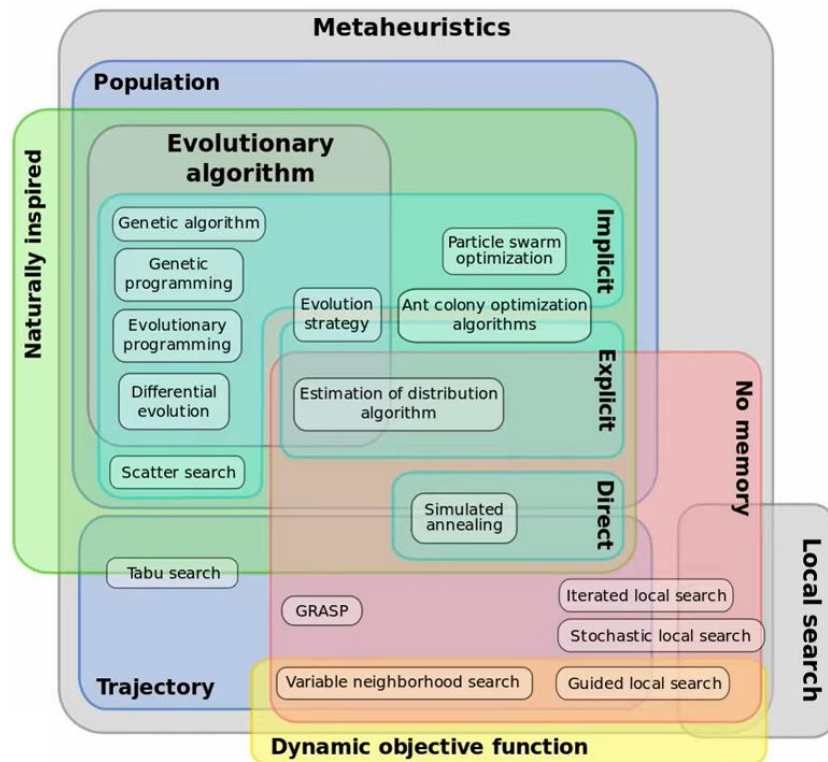 Metaheuristics
Population
Naturally inspired
Evolutionary
algorithm
Genetic algorithm
Implicit
Particle swarm
optimization
Genetic
programming
Evolution
strategy
Ant colony optimization
algorithms
Evolutionary
programming
Explicit
No memory
Differential
evolution
Estimation of distribution
algorithm
Scatter search
Direct
Simulated
annealing
Local search
Tabu search
GRASP
Iterated local search
Stochastic local search
Trajectory
Variable neighborhood search
Guided local search
Dynamic objective function